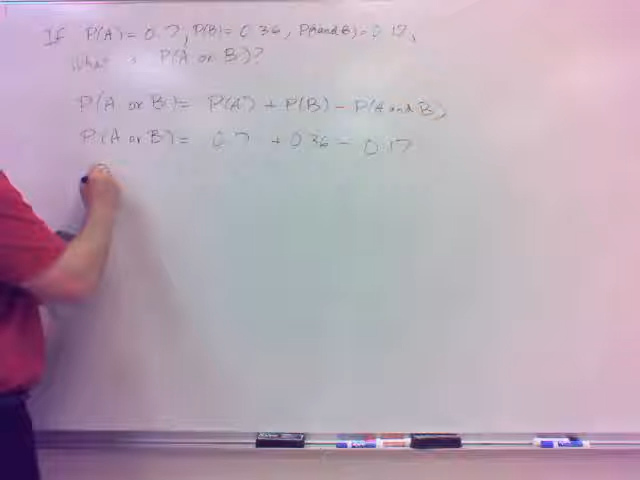 If P(A) = 0.7, P(B) = 0.36, P(A and B) = 0.17,
What is P(A or B)?
P(A or B) = P(A) + P(B) - P(A and B)
P(A or B) = 0.7 + 0.36 - 0.17